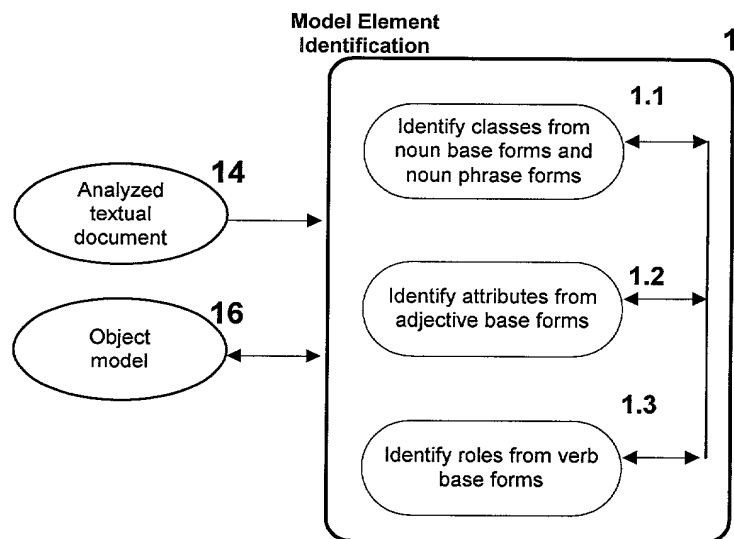 Model Element
Identification
1
1.1
Identify classes from
noun base forms and
noun phrase forms
14
Analyzed
textual
document
1.2
Identify attributes from
adjective base forms
16
Object
model
1.3
Identify roles from verb
base forms